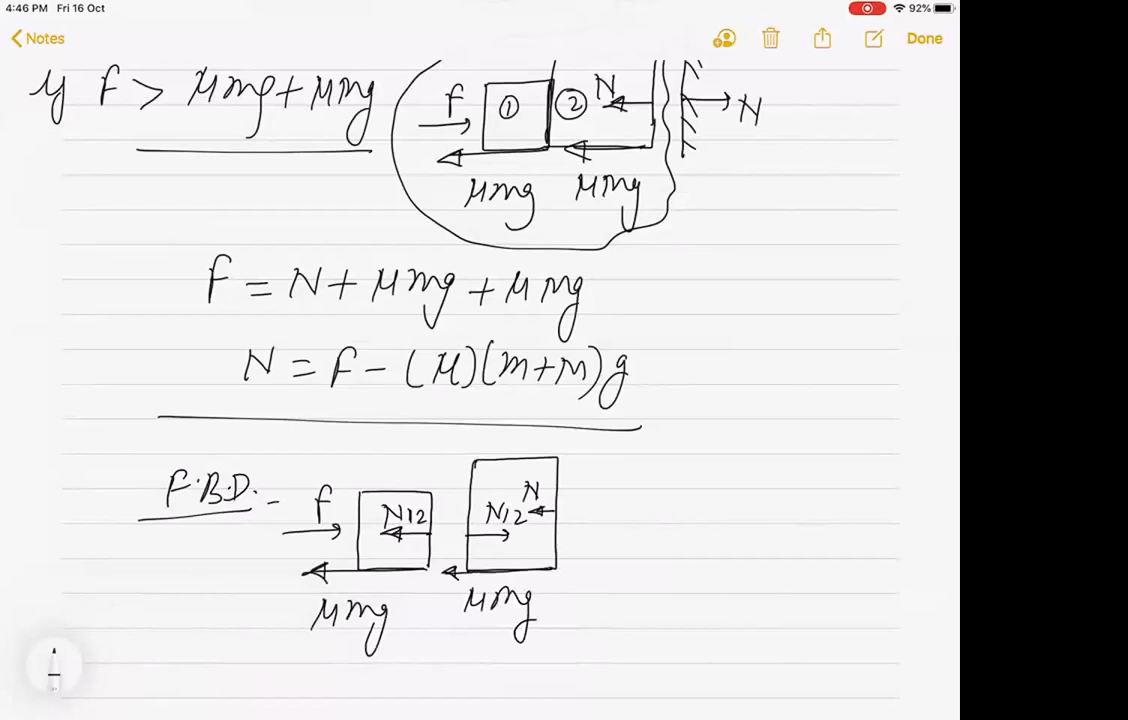 4:46 PM Fri 16 Oct
92%
Notes
Done
if F > μmg + μMg
f
①
②
N
N
μmg
μMg
F = N + μmg + μMg
N = F - (μ)(m+M)g
F.B.D. -
f
N12
N12
N
μmg
μMg